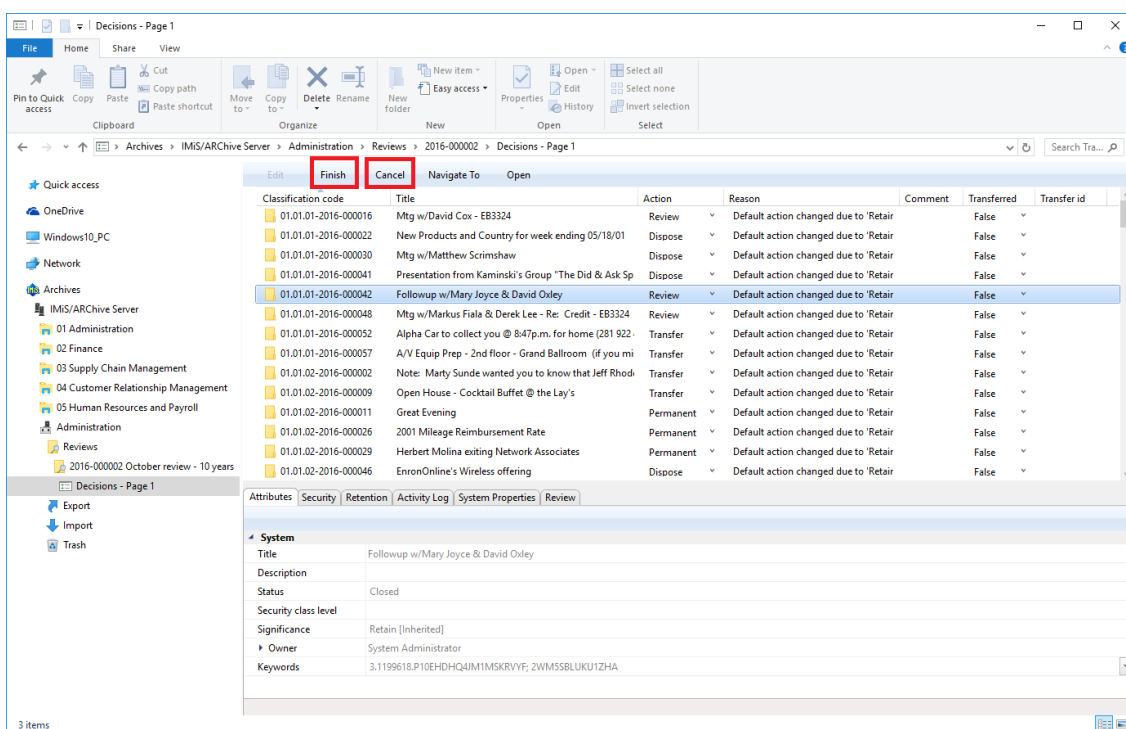 Decisions - Page 1
File Home Share View
Pin to Quick access
Copy
Paste
Cut
Copy path
Paste shortcut
Move to
Copy to
Delete
Rename
New folder
New item
Easy access
Properties
Open
Edit
History
Select all
Select none
Invert selection
Clipboard Organize New Open Select
Archives > IMiS/ARChive Server > Administration > Reviews > 2016-000002 > Decisions - Page 1
Search Tra...
Quick access
OneDrive
Windows10_PC
Network
Archives
IMiS/ARChive Server
01 Administration
02 Finance
03 Supply Chain Management
04 Customer Relationship Management
05 Human Resources and Payroll
Administration
Reviews
2016-000002 October review - 10 years
Decisions - Page 1
Export
Import
Trash
Edit Finish Cancel Navigate To Open
Classification code Title Action Reason Comment Transferred Transfer id
01.01.01-2016-000016 Mtg w/David Cox - EB3324 Review Default action changed due to 'Retair False
01.01.01-2016-000022 New Products and Country for week ending 05/18/01 Dispose Default action changed due to 'Retair False
01.01.01-2016-000030 Mtg w/Matthew Scrimshaw Dispose Default action changed due to 'Retair False
01.01.01-2016-000041 Presentation from Kaminski's Group "The Did & Ask Sp Dispose Default action changed due to 'Retair False
01.01.01-2016-000042 Followup w/Mary Joyce & David Oxley Review Default action changed due to 'Retair False
01.01.01-2016-000048 Mtg w/Markus Fiala & Derek Lee - Re: Credit - EB3324 Review Default action changed due to 'Retair False
01.01.01-2016-000052 Alpha Car to collect you @ 8:47p.m. for home (281 922 Transfer Default action changed due to 'Retair False
01.01.01-2016-000057 A/V Equip Prep - 2nd floor - Grand Ballroom (if you mi Transfer Default action changed due to 'Retair False
01.01.02-2016-000002 Note: Marty Sunde wanted you to know that Jeff Rhod Transfer Default action changed due to 'Retair False
01.01.02-2016-000009 Open House - Cocktail Buffet @ the Lay's Transfer Default action changed due to 'Retair False
01.01.02-2016-000011 Great Evening Permanent Default action changed due to 'Retair False
01.01.02-2016-000026 2001 Mileage Reimbursement Rate Permanent Default action changed due to 'Retair False
01.01.02-2016-000029 Herbert Molina exiting Network Associates Permanent Default action changed due to 'Retair False
01.01.02-2016-000046 EnronOnline's Wireless offering Dispose Default action changed due to 'Retair False
Attributes Security Retention Activity Log System Properties Review
System
Title Followup w/Mary Joyce & David Oxley
Description
Status Closed
Security class level
Significance Retain [Inherited]
Owner System Administrator
Keywords 3.1199618.P10EHDHQ4JM1MSKRVYF; 2WM5SBLUKU1ZHA
3 items